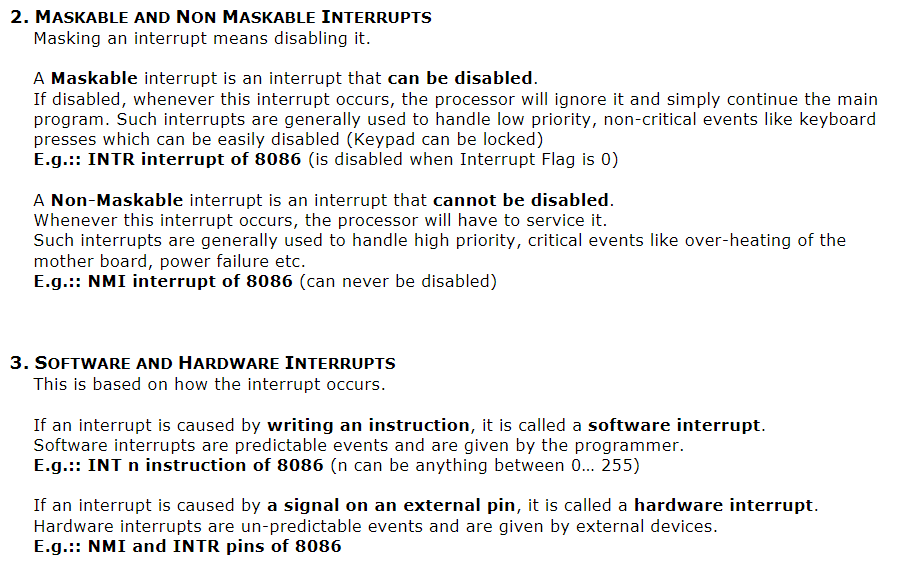 2. MASKABLE AND NON MASKABLE INTERRUPTS
Masking an interrupt means disabling it.
A Maskable interrupt is an interrupt that can be disabled.
If disabled, whenever this interrupt occurs, the processor will ignore it and simply continue the main
program. Such interrupts are generally used to handle low priority, non-critical events like keyboard
presses which can be easily disabled (Keypad can be locked)
E.g.:: INTR interrupt of 8086 (is disabled when Interrupt Flag is 0)
A Non-Maskable interrupt is an interrupt that cannot be disabled.
Whenever this interrupt occurs, the processor will have to service it.
Such interrupts are generally used to handle high priority, critical events like over-heating of the
mother board, power failure etc.
E.g.:: NMI interrupt of 8086 (can never be disabled)
3. SOFTWARE AND HARDWARE INTERRUPTS
This is based on how the interrupt occurs.
If an interrupt is caused by writing an instruction, it is called a software interrupt.
Software interrupts are predictable events and are given by the programmer.
E.g.:: INT n instruction of 8086 (n can be anything between 0... 255)
If an interrupt is caused by a signal on an external pin, it is called a hardware interrupt.
Hardware interrupts are un-predictable events and are given by external devices.
E.g.:: NMI and INTR pins of 8086